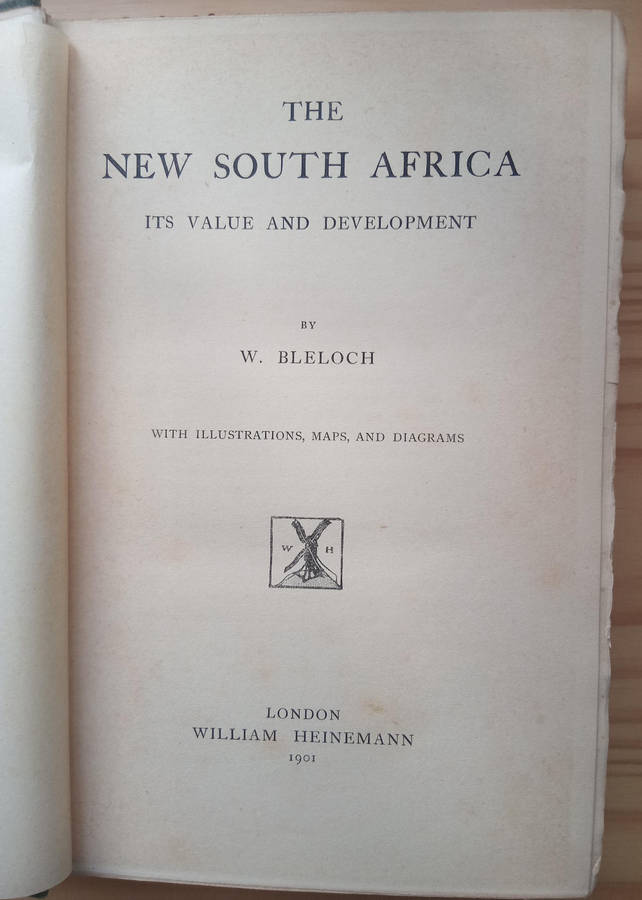 THE
NEW SOUTH AFRICA
ITS VALUE AND DEVELOPMENT
BY
W. BLELOCH
WITH ILLUSTRATIONS, MAPS, AND DIAGRAMS
W H
LONDON
WILLIAM HEINEMANN
1901